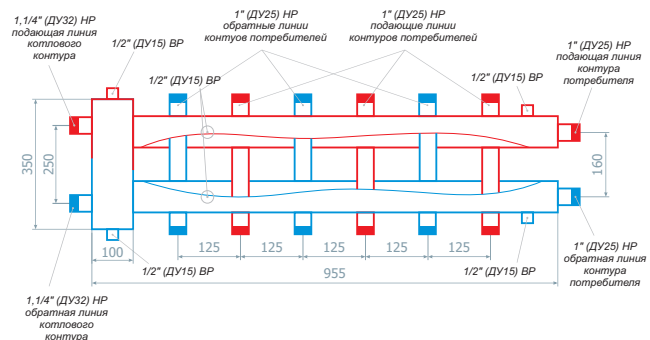 1,1/4" (ДУ32) НР
подающая линия
котлового
контура
1/2" (ДУ15) ВР
1" (ДУ25) НР
обратные линии
контуов потребителей
1" (ДУ25) НР
подающие линии
контуров потребителей
1/2" (ДУ15) ВР
1/2" (ДУ15) ВР
1" (ДУ25) НР
подающая линия
контура
потребителя
350
250
160
100
125
125
125
125
125
955
1/2" (ДУ15) ВР
1/2" (ДУ15) ВР
1,1/4" (ДУ32) НР
обратная линия
котлового
контура
1" (ДУ25) НР
обратная линия
контура
потребителя